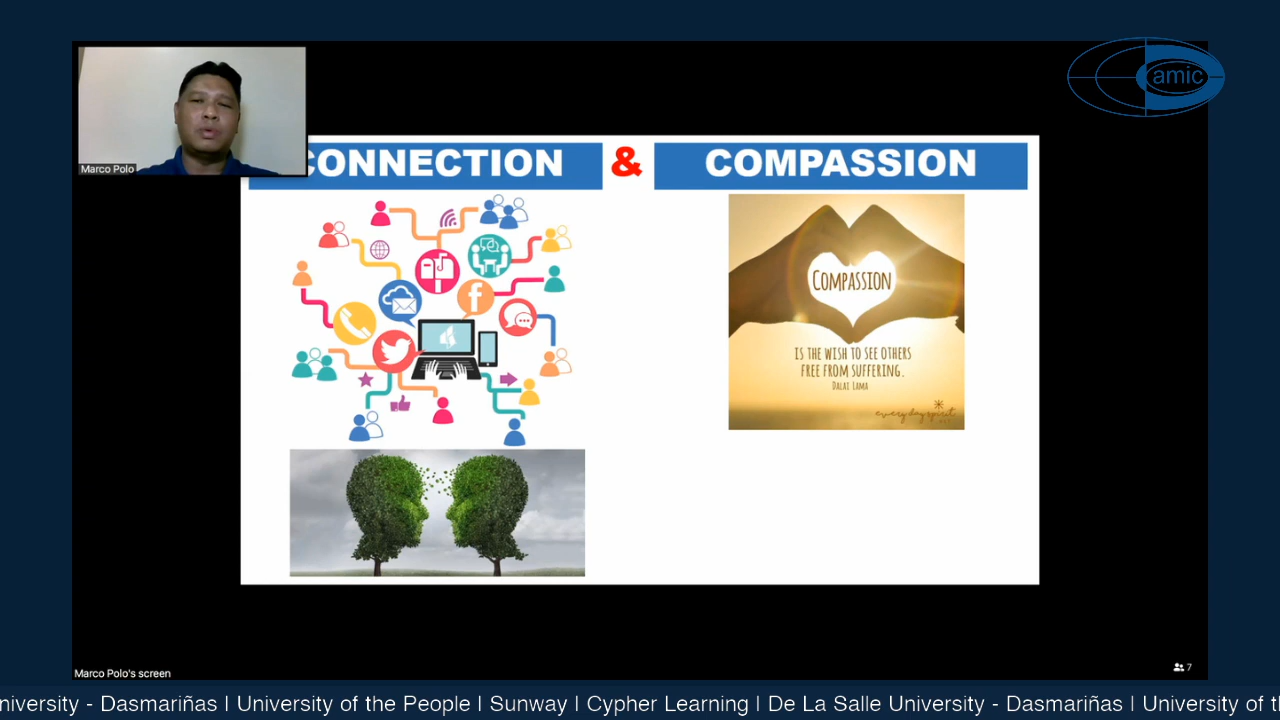 amic
Marco Polo
CONNECTION & COMPASSION
COMPASSION
IS THE WISH TO SEE OTHERS
FREE FROM SUFFERING.
DALAI LAMA
everydayspirit
Marco Polo's screen
7
niversity - Dasmariñas | University of the People | Sunway | Cypher Learning | De La Salle University - Dasmariñas | University of t